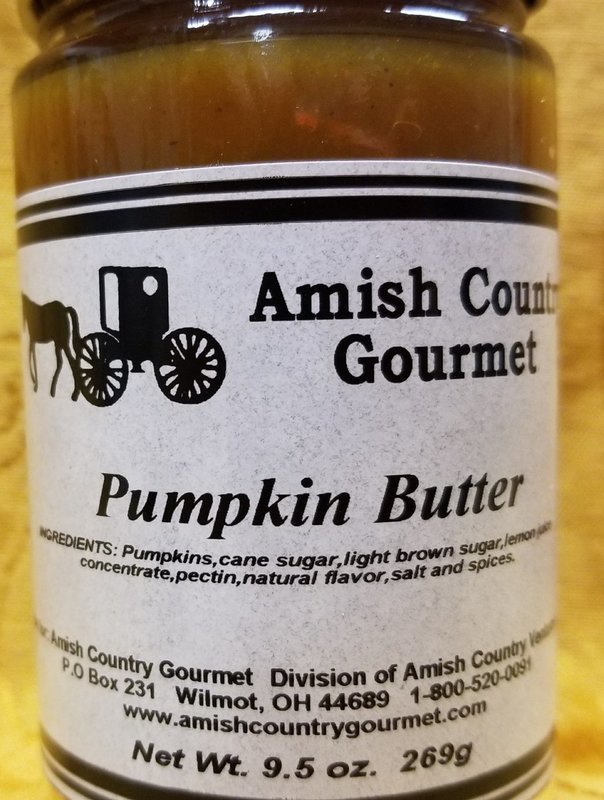 Amish Countr
Gourmet
Pumpkin Butter
INGREDIENTS: Pumpkins,cane sugar,light brown sugar,lemon juice
concentrate,pectin,natural flavor,salt and spices.
Amish Country Gourmet Division of Amish Country
P.O Box 231 Wilmot, OH 44689 1-800-520-0091
www.amishcountrygourmet.com
Net Wt. 9.5 oz. 269g